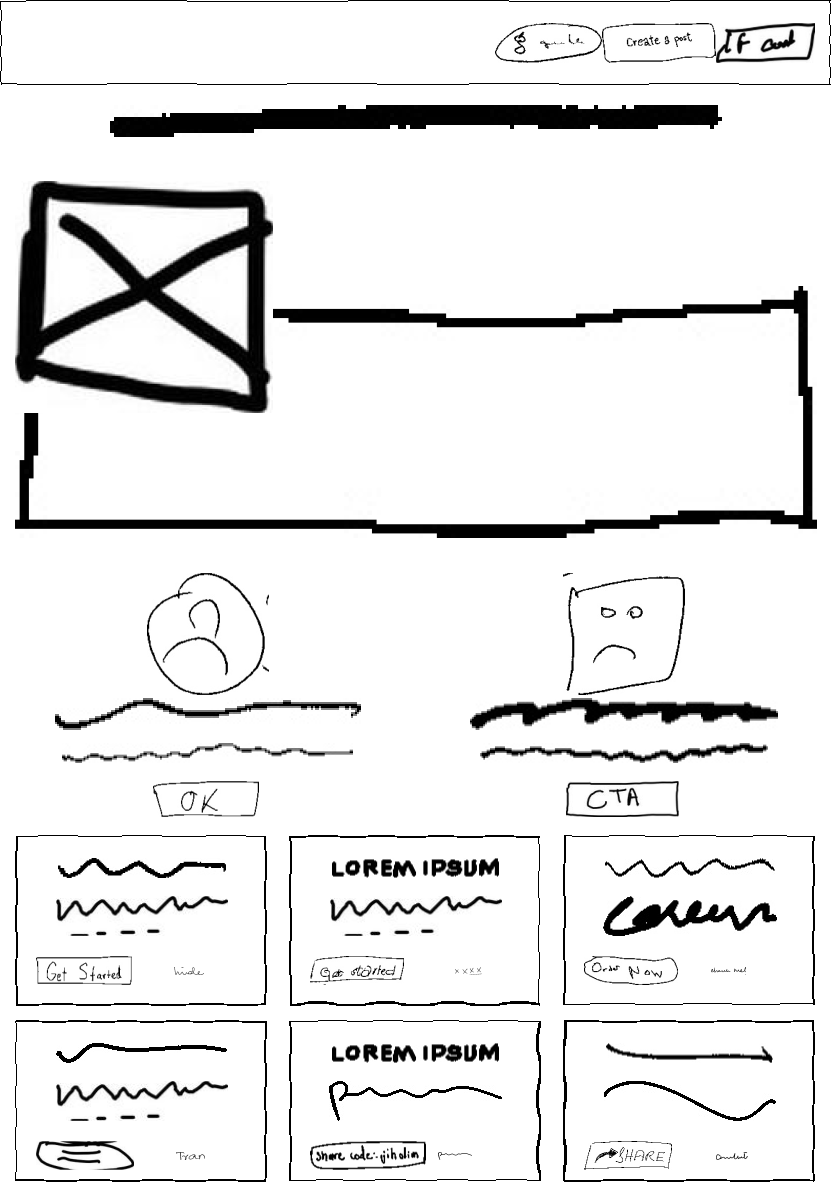 Create a post
OK
CTA
LOREM IPSUM
Get Started
hide
Get started
xxxx
Order Now
LOREM IPSUM
Tran
Share code: jiholim
SHARE